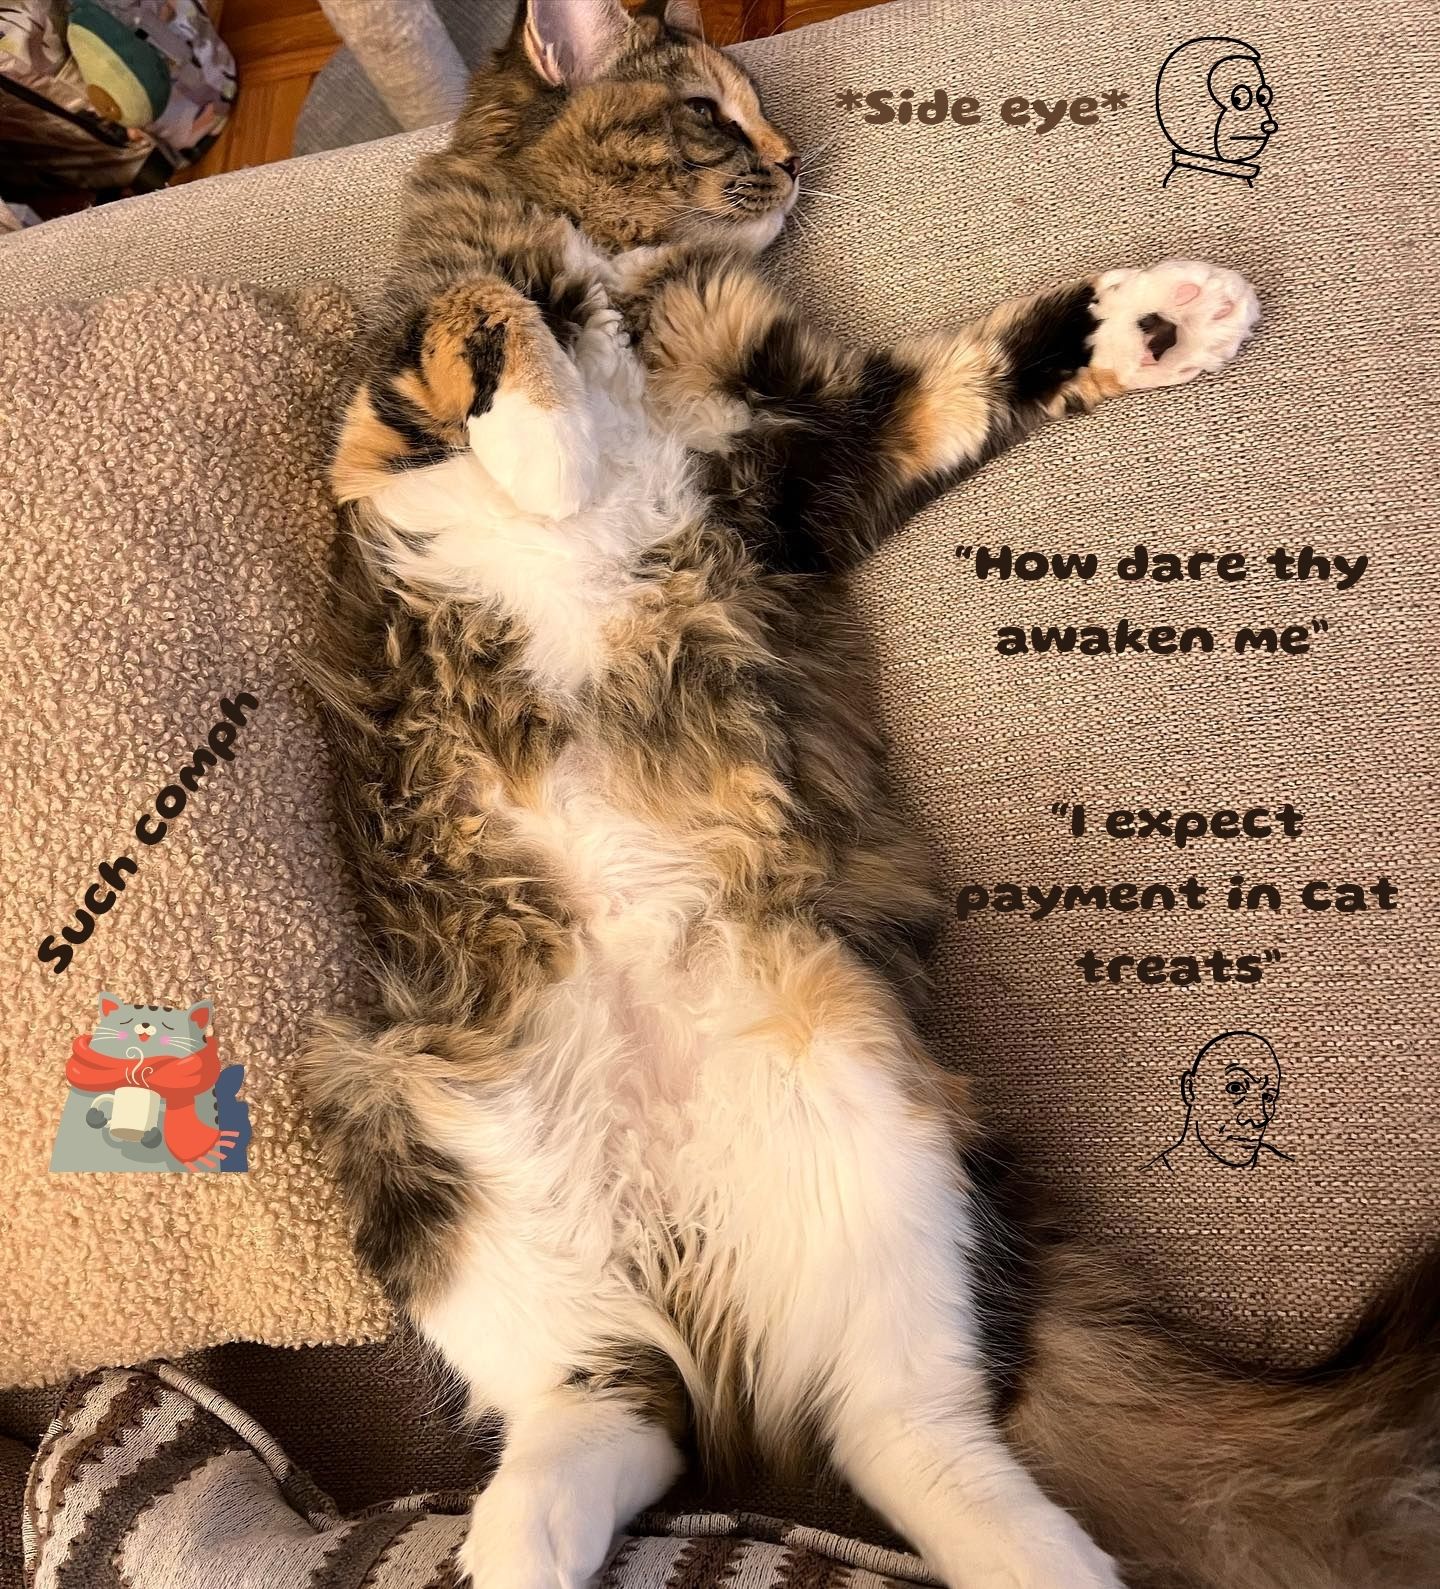 *Side eye*
"How dare thy
awaken me"
"I expect
payment in cat
treats"
Such comph